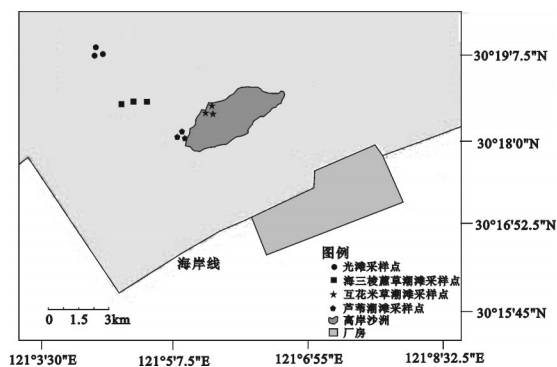 30°19'7.5"N
30°18'0"N
30°16'52.5"N
30°15'45"N
海岸线
图例
光滩采样点
海三棱藨草潮滩采样点
互花米草潮滩采样点
芦苇潮滩采样点
离岸沙洲
厂房
0 1.5 3km
121°3'30"E 121°5'7.5"E 121°6'55"E 121°8'32.5"E